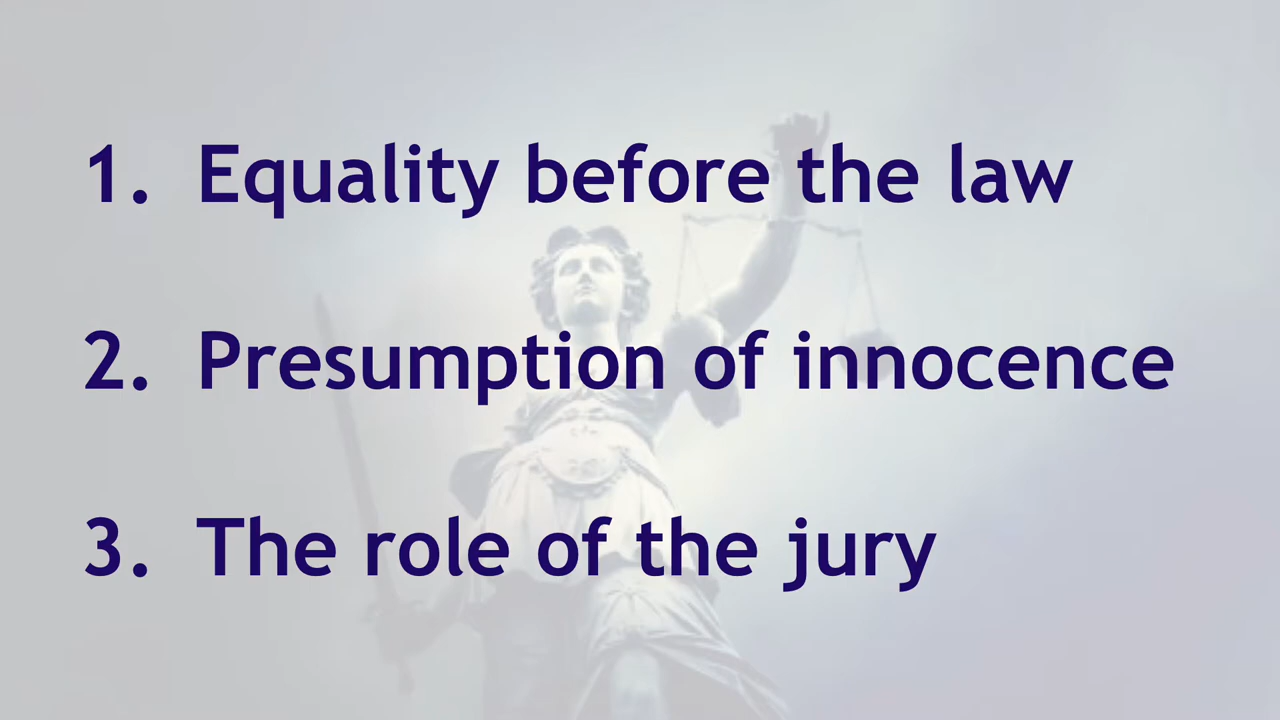 1. Equality before the law
2. Presumption of innocence
3. The role of the jury